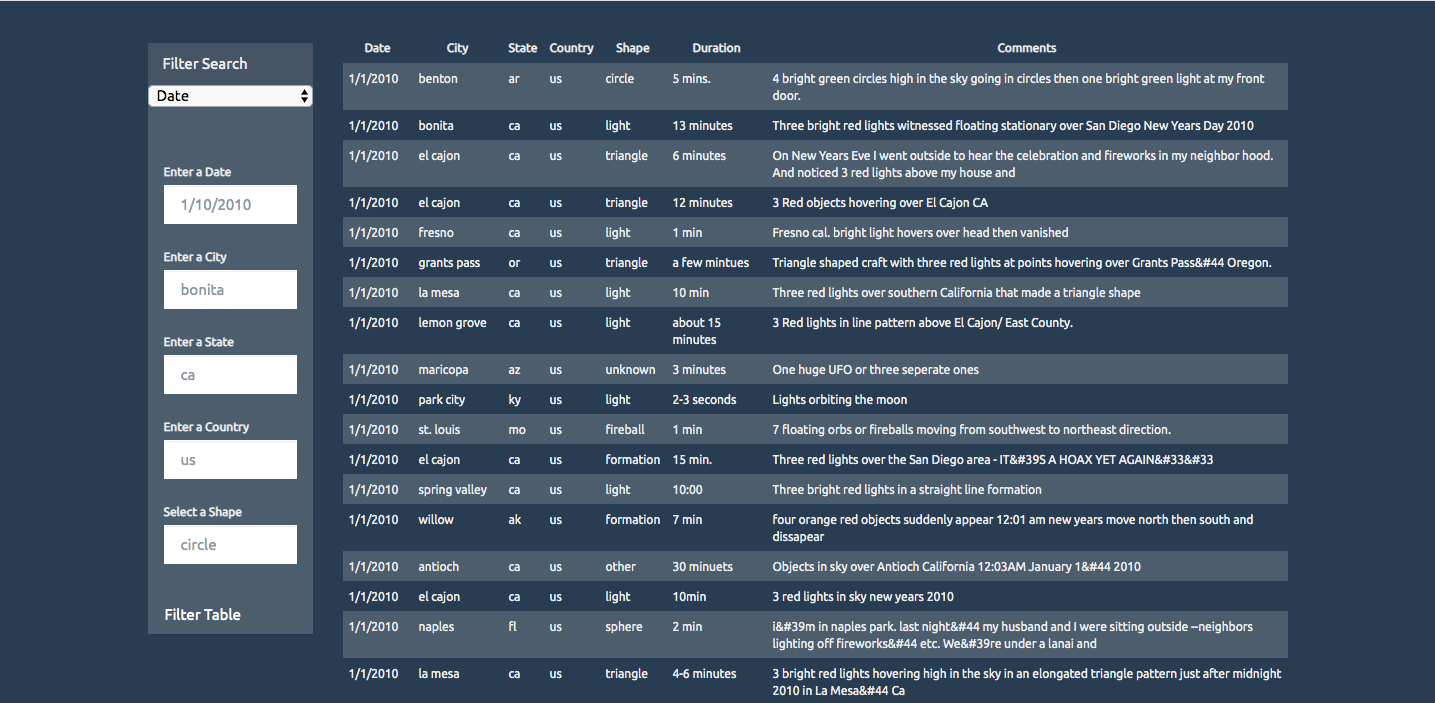 Filter Search
Date
Enter a Date
1/10/2010
Enter a City
bonita
Enter a State
ca
Enter a Country
us
Select a Shape
circle
Filter Table
Date City State Country Shape Duration Comments
1/1/2010 benton ar us circle 5 mins. 4 bright green circles high in the sky going in circles then one bright green light at my front
door.
1/1/2010 bonita ca us light 13 minutes Three bright red lights witnessed floating stationary over San Diego New Years Day 2010
1/1/2010 el cajon ca us triangle 6 minutes On New Years Eve I went outside to hear the celebration and fireworks in my neighbor hood.
And noticed 3 red lights above my house and
1/1/2010 el cajon ca us triangle 12 minutes 3 Red objects hovering over El Cajon CA
1/1/2010 fresno ca us light 1 min Fresno cal. bright light hovers over head then vanished
1/1/2010 grants pass or us triangle a few mintues Triangle shaped craft with three red lights at points hovering over Grants Pass&#44 Oregon.
1/1/2010 la mesa ca us light 10 min Three red lights over southern California that made a triangle shape
1/1/2010 lemon grove ca us light about 15 3 Red lights in line pattern above El Cajon/ East County.
minutes
1/1/2010 maricopa az us unknown 3 minutes One huge UFO or three seperate ones
1/1/2010 park city ky us light 2-3 seconds Lights orbiting the moon
1/1/2010 st. louis mo us fireball 1 min 7 floating orbs or fireballs moving from southwest to northeast direction.
1/1/2010 el cajon ca us formation 15 min. Three red lights over the San Diego area - IT&#39S A HOAX YET AGAIN&#33&#33
1/1/2010 spring valley ca us light 10:00 Three bright red lights in a straight line formation
1/1/2010 willow ak us formation 7 min four orange red objects suddenly appear 12:01 am new years move north then south and
dissapear
1/1/2010 antioch ca us other 30 minuets Objects in sky over Antioch California 12:03AM January 1&#44 2010
1/1/2010 el cajon ca us light 10min 3 red lights in sky new years 2010
1/1/2010 naples fl us sphere 2 min i&#39m in naples park. last night&#44 my husband and I were sitting outside --neighbors
lighting off fireworks&#44 etc. We&#39re under a lanai and
1/1/2010 la mesa ca us triangle 4-6 minutes 3 bright red lights hovering high in the sky in an elongated triangle pattern just after midnight
2010 in La Mesa&#44 Ca